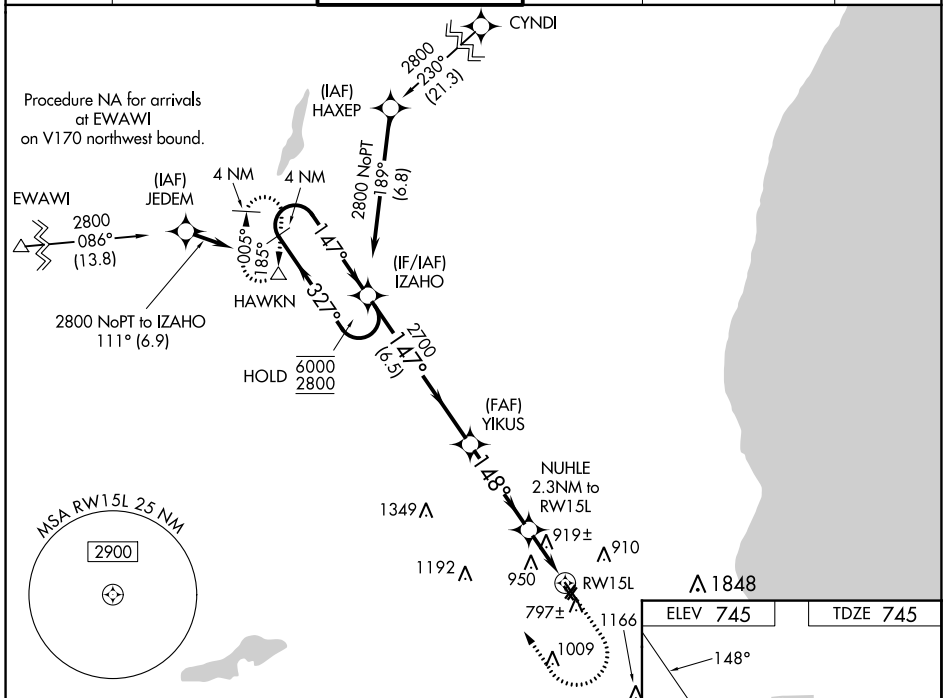 CYNDI
2800
230°
(21.3)
(IAF)
HAXEP
Procedure NA for arrivals
at EWAWI
on V170 northwest bound.
2800 NoPT
189°
(6.8)
4 NM
4 NM
(IAF)
JEDEM
EWAWI
2800
086°
(13.8)
005°
185°
147°
(IF/IAF)
IZAHO
HAWKN
327°
2800 NoPT to IZAHO
111° (6.9)
HOLD
6000
2800
2700
147°
(6.5)
(FAF)
YIKUS
148°
NUHLE
2.3NM to
RW15L
1349
MSA RW15L 25 NM
2900
919±
910
1192
950
RW15L
1848
797±
1166
1009
ELEV 745
TDZE 745
148°